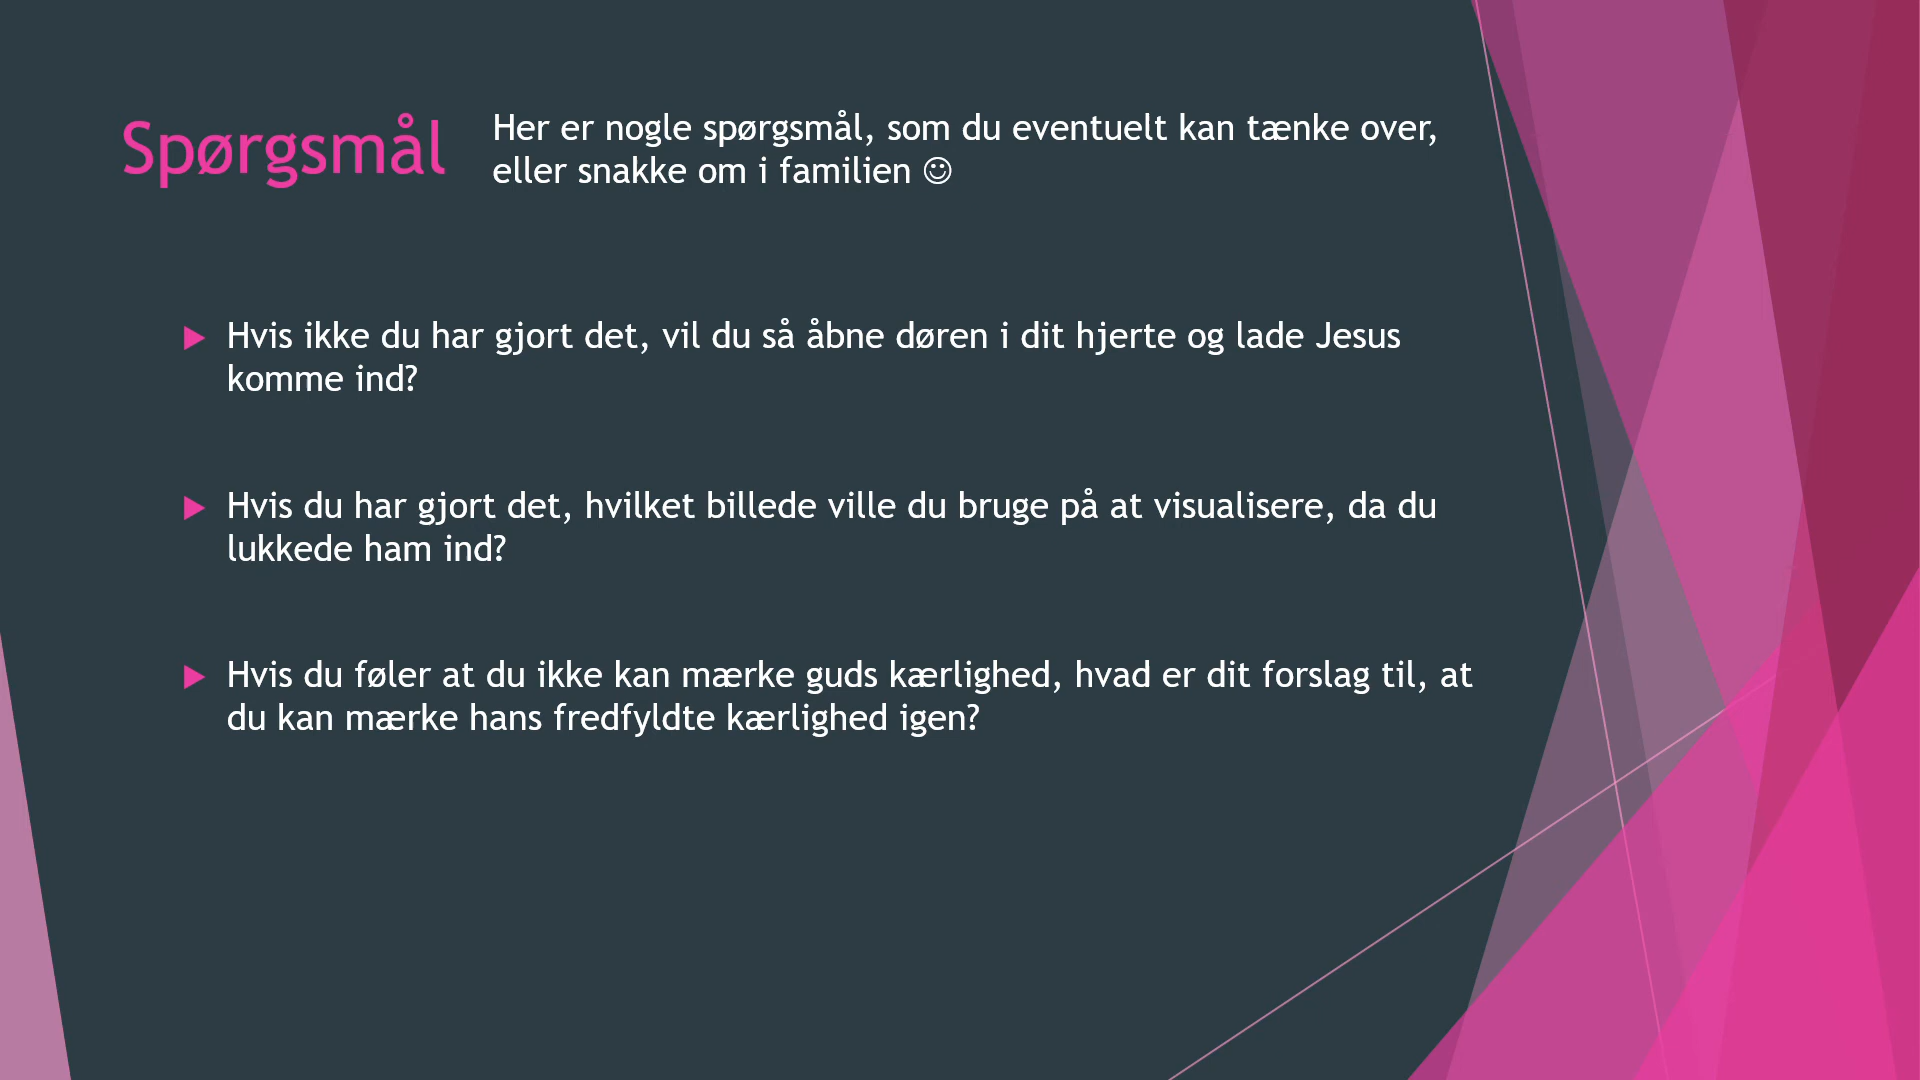 Spørgsmål
Her er nogle spørgsmål, som du eventuelt kan tænke over,
eller snakke om i familien ☺
Hvis ikke du har gjort det, vil du så åbne døren i dit hjerte og lade Jesus
komme ind?
Hvis du har gjort det, hvilket billede ville du bruge på at visualisere, da du
lukkede ham ind?
Hvis du føler at du ikke kan mærke guds kærlighed, hvad er dit forslag til, at
du kan mærke hans fredfyldte kærlighed igen?